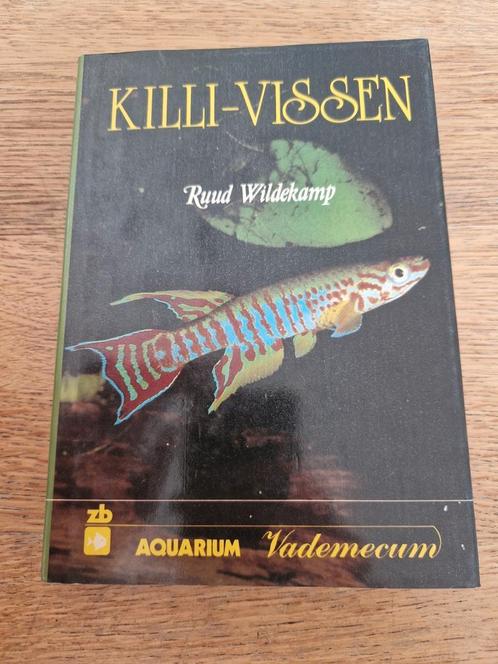 KILLI-VISSEN
Ruud Wildekamp
zb
AQUARIUM Vademecum